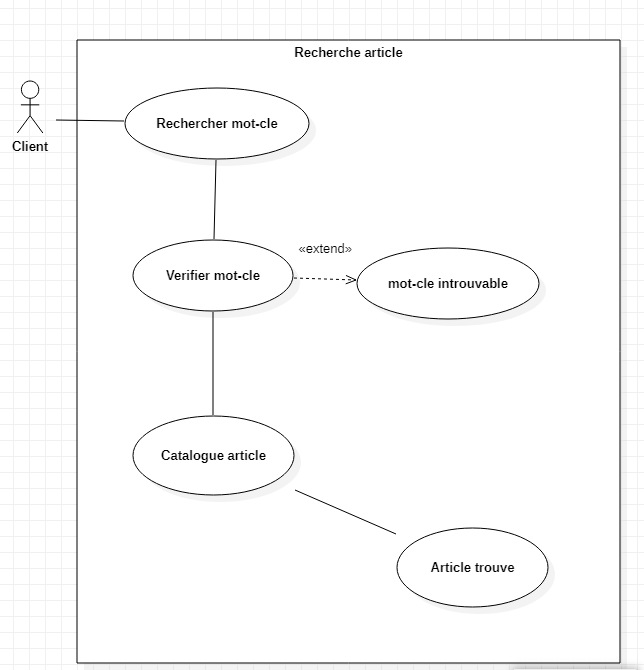 Recherche article
Rechercher mot-cle
Client
«extend»
Verifier mot-cle
mot-cle introuvable
Catalogue article
Article trouve